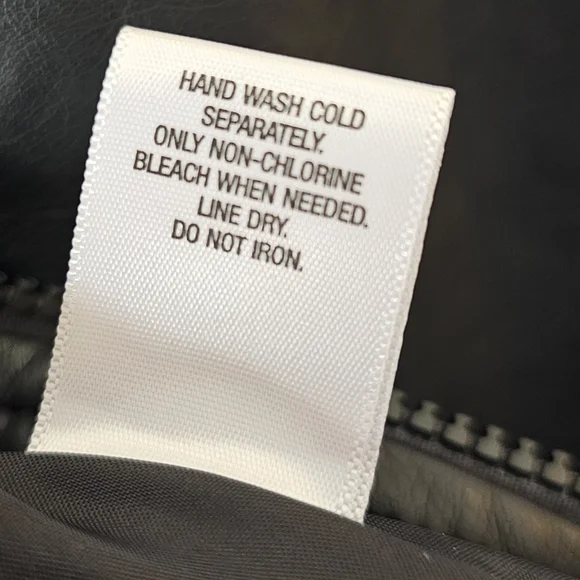 HAND WASH COLD
SEPARATELY.
ONLY NON-CHLORINE
BLEACH WHEN NEEDED.
LINE DRY.
DO NOT IRON.